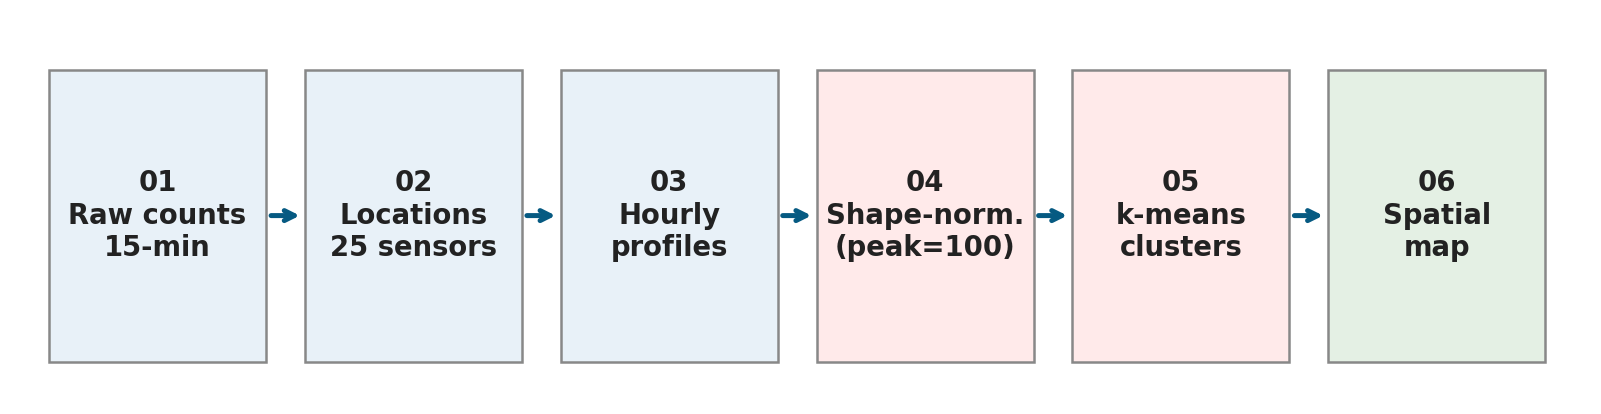 01
Raw counts
15-min
02
Locations
25 sensors
03
Hourly
profiles
04
Shape-norm.
(peak=100)
05
k-means
clusters
06
Spatial
map